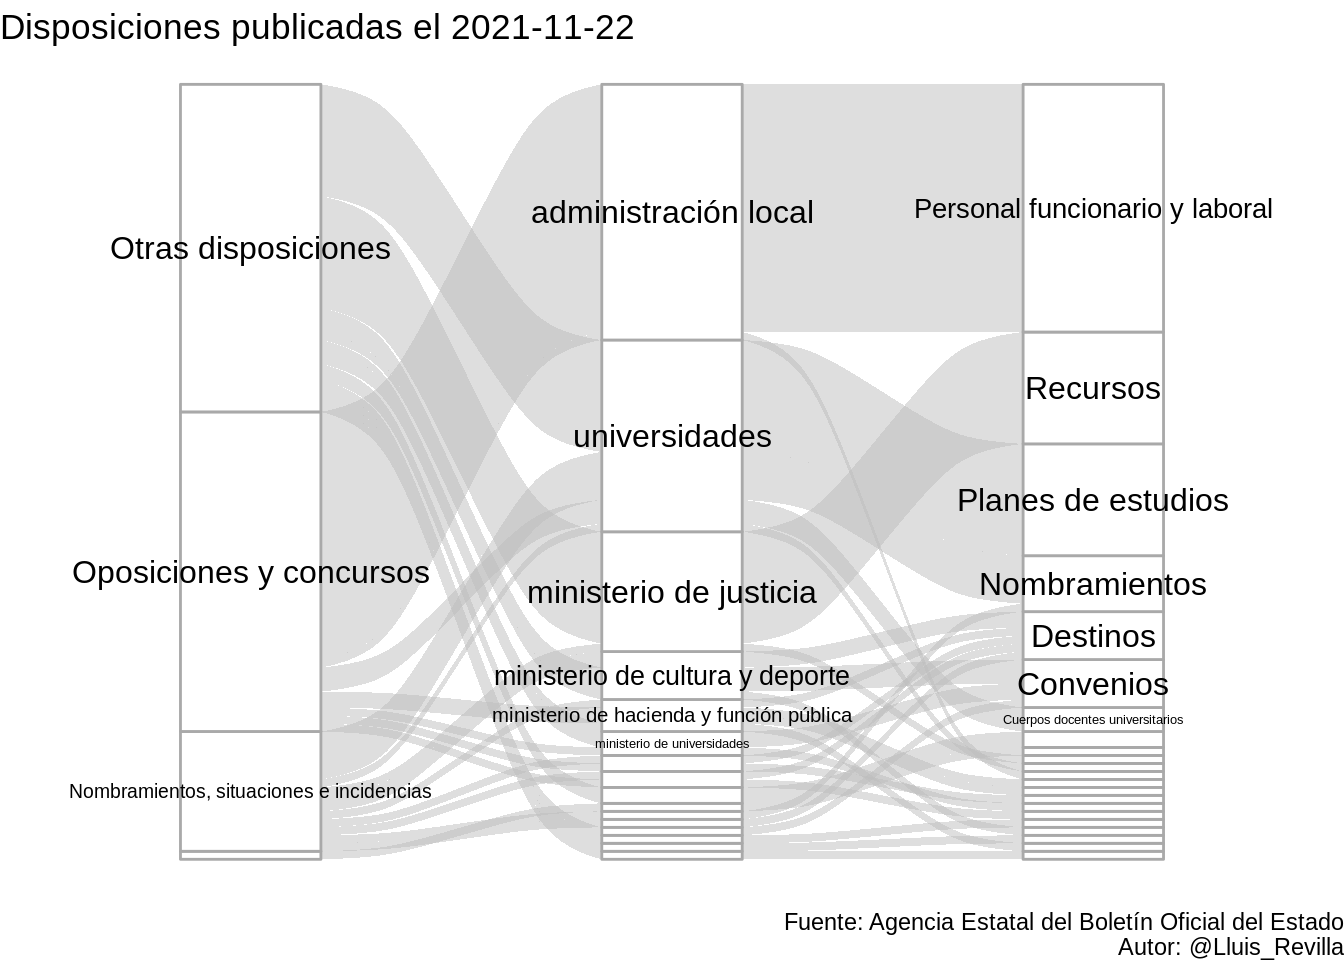 Disposiciones publicadas el 2021-11-22
Otras disposiciones
Oposiciones y concursos
Nombramientos, situaciones e incidencias
administración local
universidades
ministerio de justicia
ministerio de cultura y deporte
ministerio de hacienda y función pública
ministerio de universidades
Personal funcionario y laboral
Recursos
Planes de estudios
Nombramientos
Destinos
Convenios
Cuerpos docentes universitarios
Fuente: Agencia Estatal del Boletín Oficial del Estado
Autor: @Lluis_Revilla